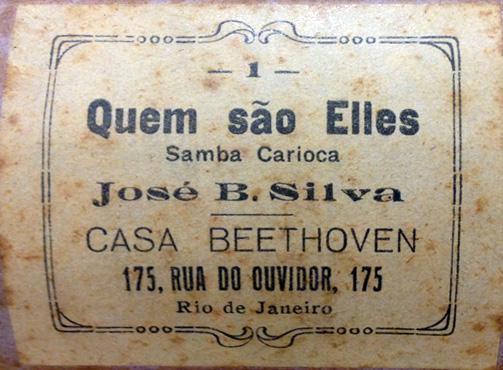 — 1 —
Quem são Elles
Samba Carioca
José B. Silva
CASA BEETHOVEN
175, RUA DO OUVIDOR, 175
Rio de Janeiro